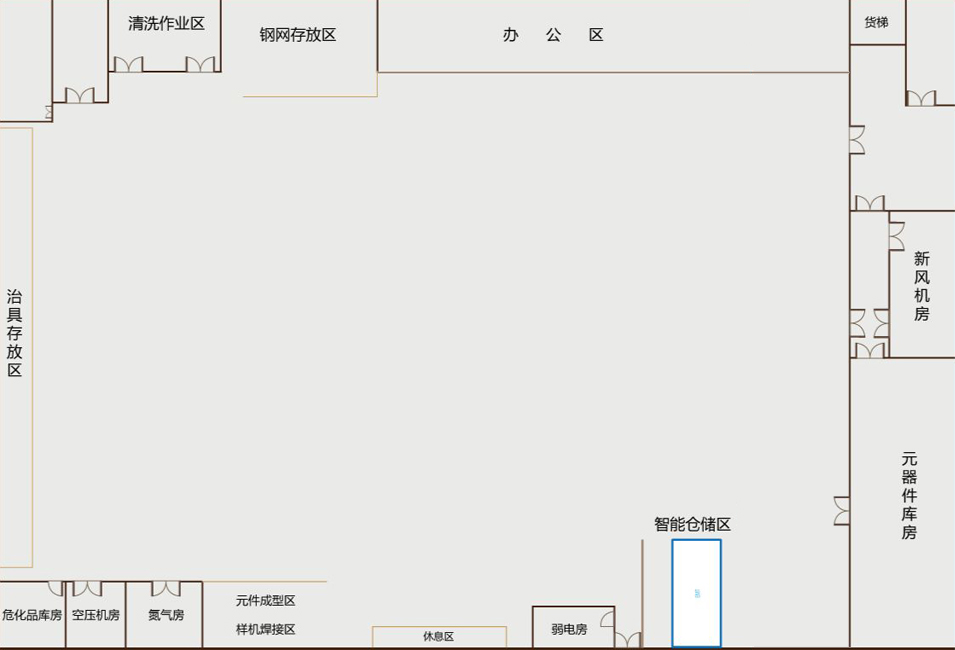 清洗作业区
钢网存放区
办公区
货梯
治具存放区
新风机房
元器件库房
智能仓储区
危化品库房
空压机房
氮气房
元件成型区
样机焊接区
休息区
弱电房